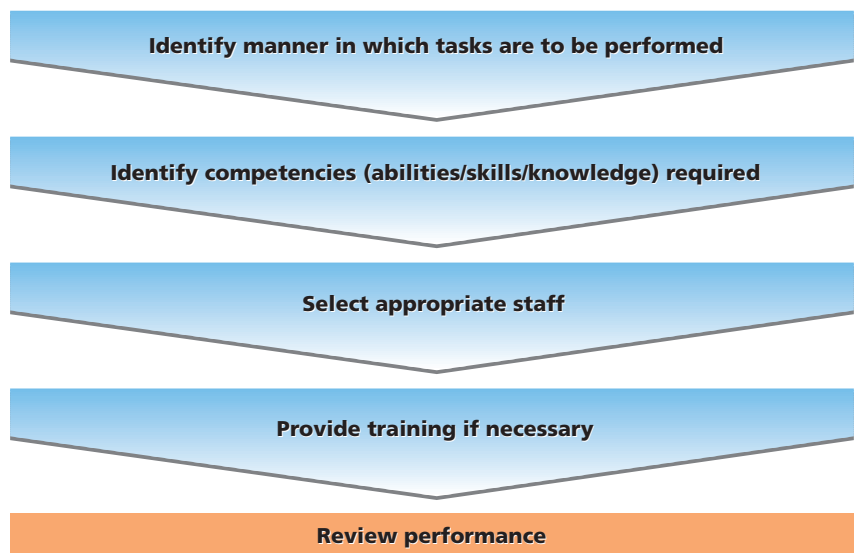 Identify manner in which tasks are to be performed
Identify competencies (abilities/skills/knowledge) required
Select appropriate staff
Provide training if necessary
Review performance